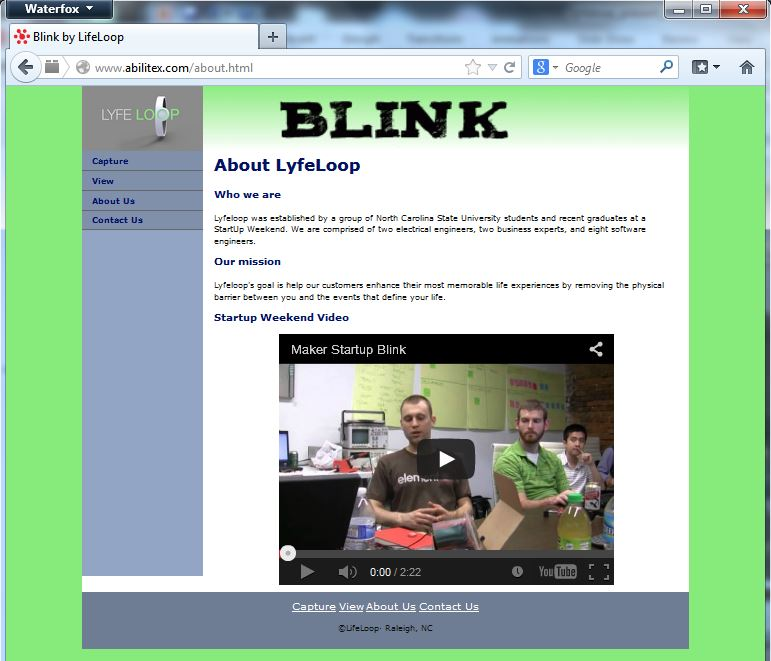 Waterfox
Blink by LifeLoop
www.abilitex.com/about.html
Google
LYFE LOOP
BLINK
Capture
View
About Us
Contact Us
About LyfeLoop
Who we are
Lyfeloop was established by a group of North Carolina State University students and recent graduates at a
StartUp Weekend. We are comprised of two electrical engineers, two business experts, and eight software
engineers.
Our mission
Lyfeloop's goal is help our customers enhance their most memorable life experiences by removing the physical
barrier between you and the events that define your life.
Startup Weekend Video
Maker Startup Blink
0:00 / 2:22
YouTube
Capture View About Us Contact Us
©LifeLoop· Raleigh, NC